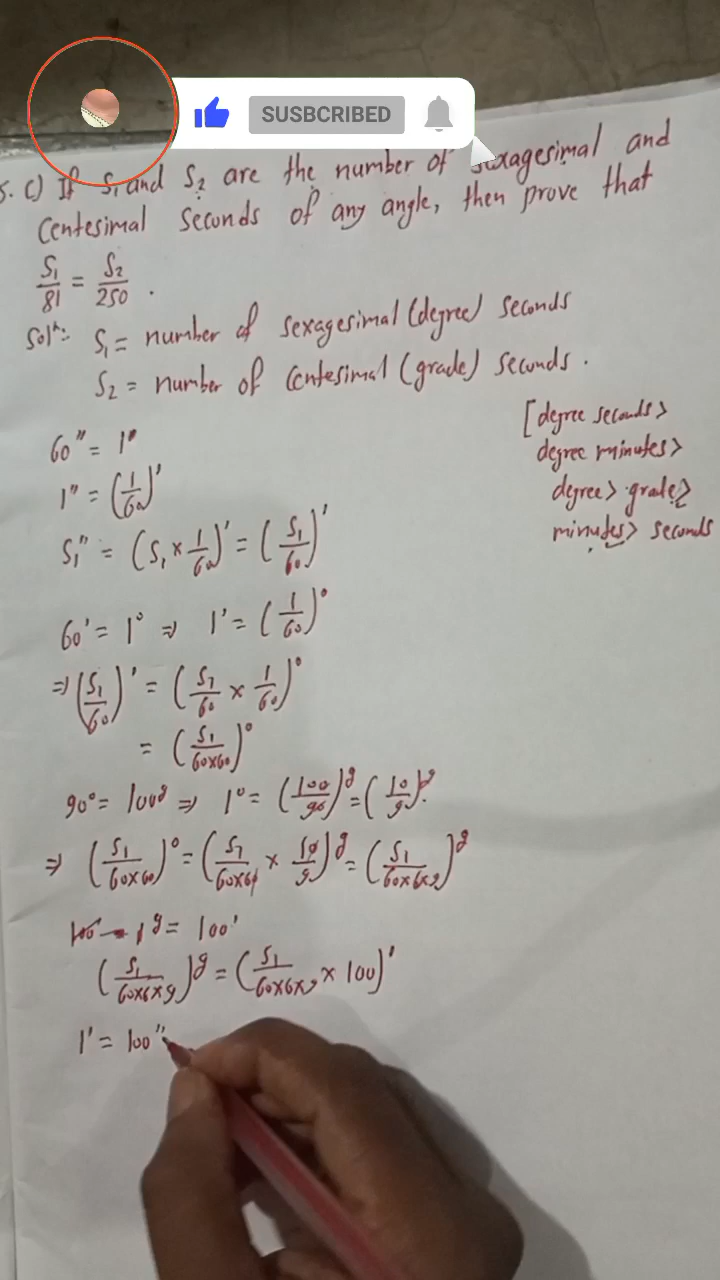 SUSBCRIBED
5. c) If S₁ and S₂ are the number of sexagesimal and
Centesimal seconds of any angle, then prove that
S₁/81 = S₂/250 .
Solⁿ: S₁ = number of sexagesimal (degree) seconds
S₂ = number of Centesimal (grade) seconds .
[degree seconds >
degree minutes >
degree > grade >
minutes > seconds
60" = 1'
1" = (1/60)'
S₁" = (S₁ × 1/60)' = (S₁/60)'
60' = 1° ⇒ 1' = (1/60)°
⇒ (S₁/60)' = (S₁/60 × 1/60)°
= (S₁/60×60)°
90° = 100g ⇒ 1° = (100/90)g = (10/9)g.
⇒ (S₁/60×60)° = (S₁/60×60 × 10/9)g = (S₁/60×6×9)g
1g = 100'
(S₁/60×6×9)g = (S₁/60×6×9 × 100)'
1' = 100"